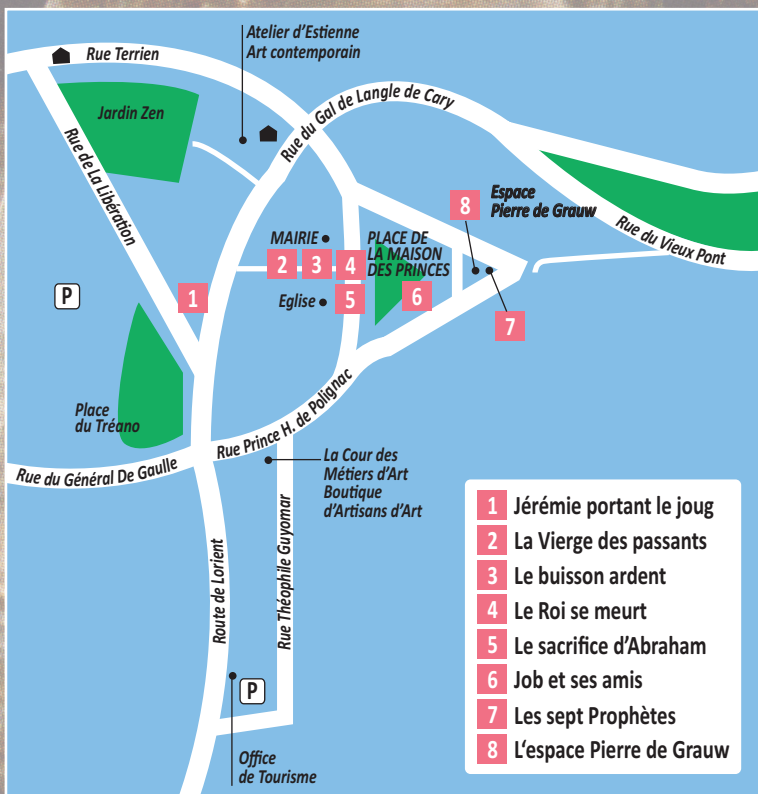 Atelier d'Estienne
Art contemporain
Rue Terrien
Jardin Zen
Rue du Gal de Langle de Cary
Rue de La Libération
8
Espace
Pierre de Grauw
Rue du Vieux Pont
MAIRIE
PLACE DE
LA MAISON
DES PRINCES
2
3
4
P
1
Eglise
5
6
7
Place
du Tréano
Rue Prince H. de Polignac
Rue du Général De Gaulle
La Cour des
Métiers d'Art
Boutique
d'Artisans d'Art
Route de Lorient
Rue Théophile Guyomar
P
Office
de Tourisme
1 Jérémie portant le joug
2 La Vierge des passants
3 Le buisson ardent
4 Le Roi se meurt
5 Le sacrifice d'Abraham
6 Job et ses amis
7 Les sept Prophètes
8 L'espace Pierre de Grauw